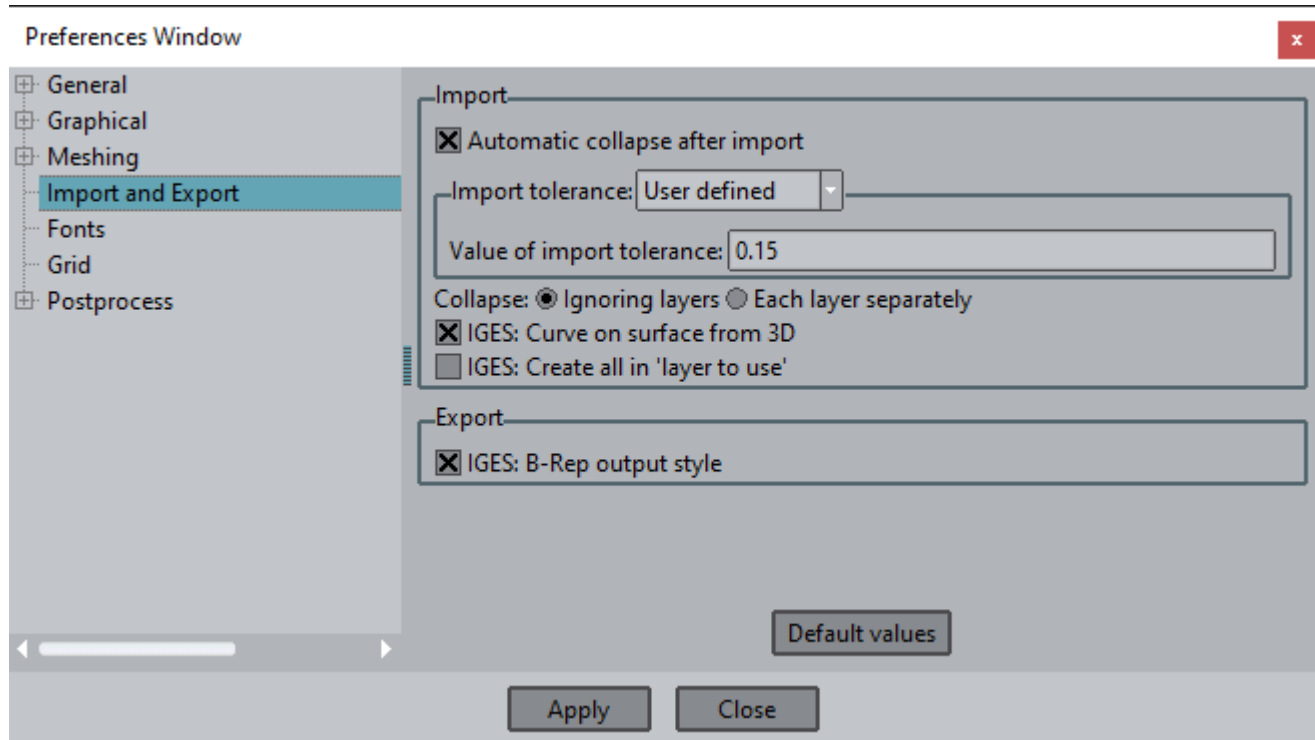 Preferences Window
x
General
Graphical
Meshing
Import and Export
Fonts
Grid
Postprocess
Import
Automatic collapse after import
Import tolerance: User defined
Value of import tolerance: 0.15
Collapse: Ignoring layers Each layer separately
IGES: Curve on surface from 3D
IGES: Create all in 'layer to use'
Export
IGES: B-Rep output style
Default values
Apply Close